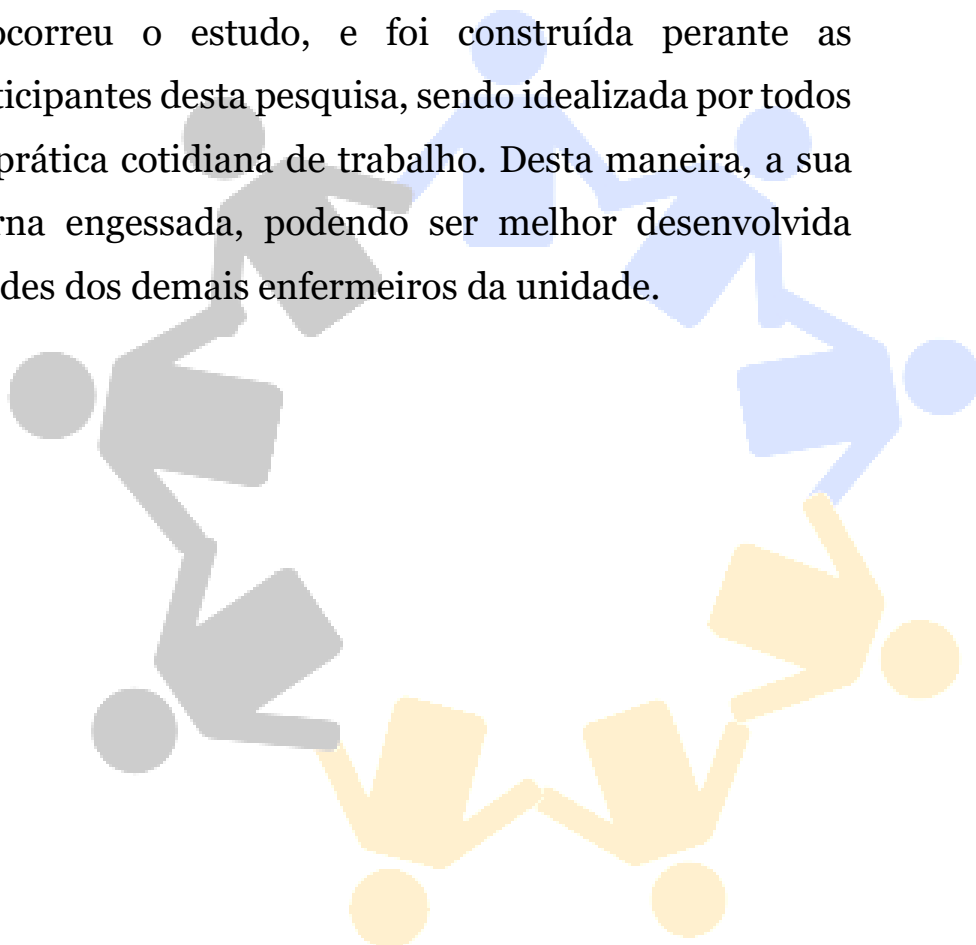 ocorreu o estudo, e foi construída perante as
ticipantes desta pesquisa, sendo idealizada por todos
prática cotidiana de trabalho. Desta maneira, a sua
rna engessada, podendo ser melhor desenvolvida
des dos demais enfermeiros da unidade.